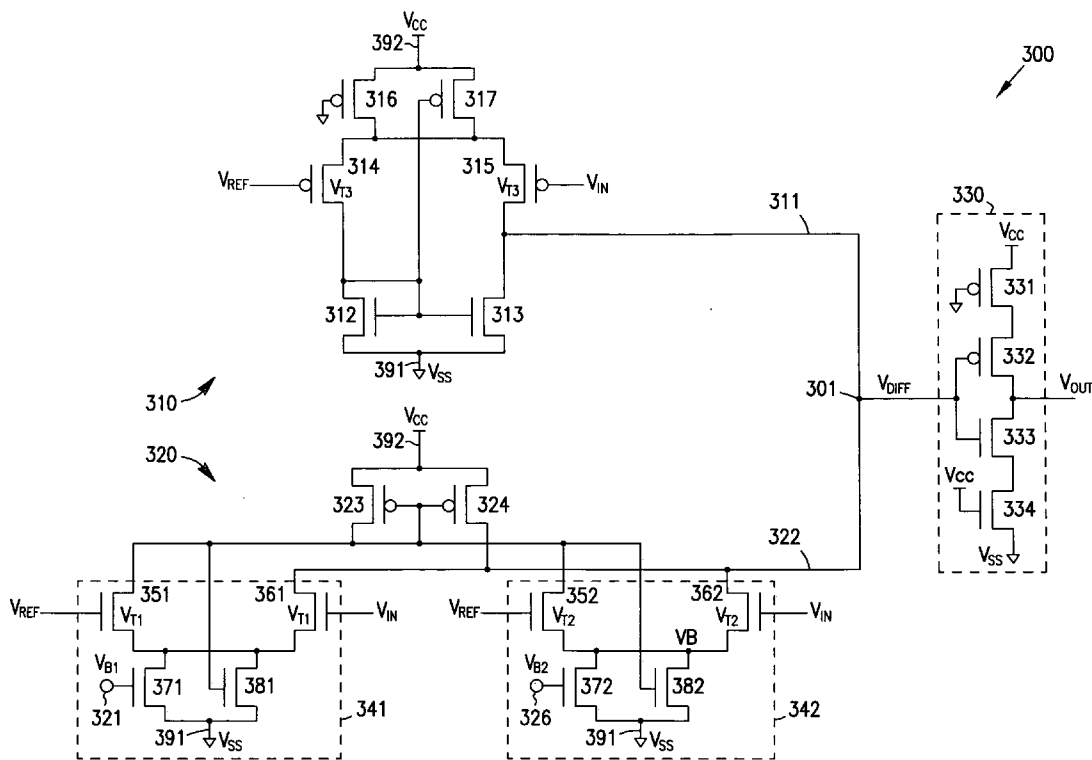 VCC
392
300
316
317
314
315
VREF
VT3
VT3
VIN
311
330
VCC
331
312
313
332
391
VSS
310
301
VDIFF
VOUT
320
VCC
392
333
VCC
323
324
334
322
VSS
351
361
352
362
VREF
VT1
VT1
VIN
VREF
VT2
VT2
VIN
VB
VB1
371
381
VB2
372
382
321
341
326
342
391
VSS
391
VSS